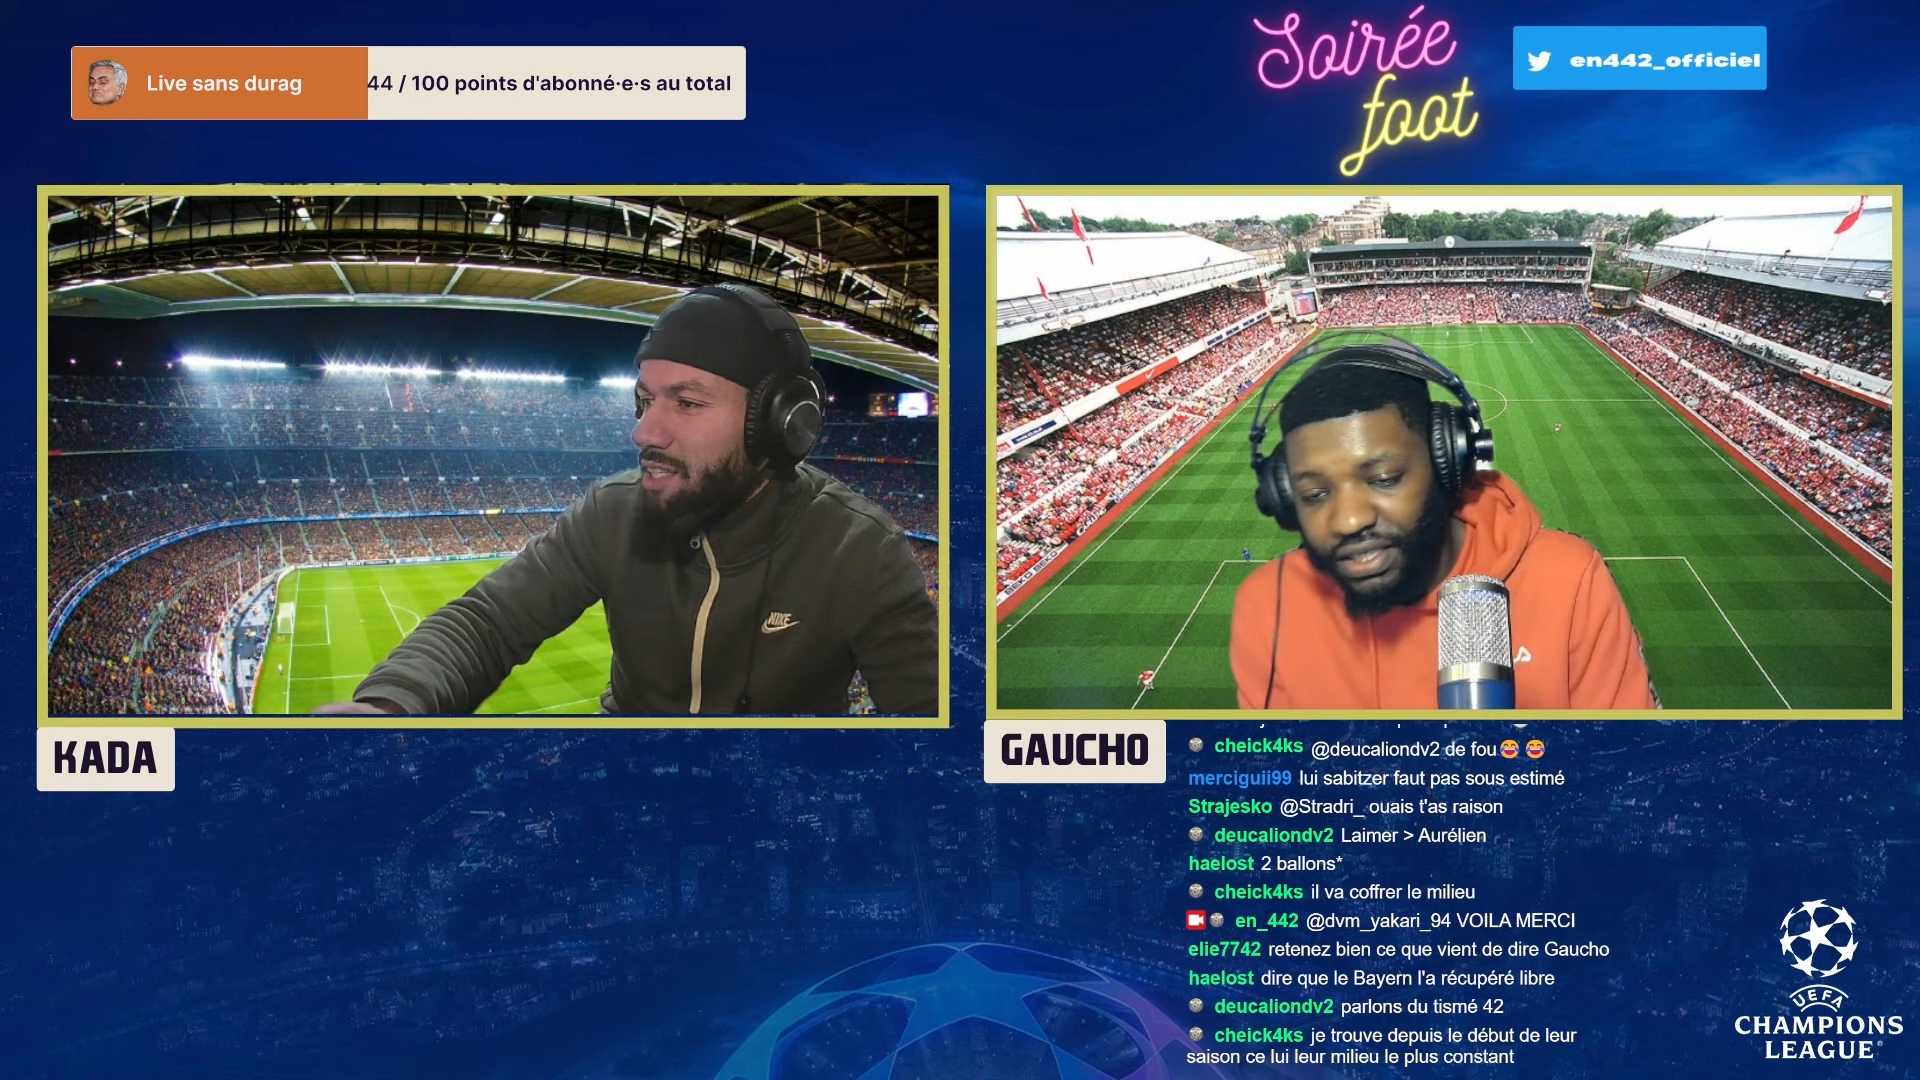 Soirée
foot
Live sans durag
44 / 100 points d'abonné·e·s au total
en442_officiel
NIKE
KADA
GAUCHO
cheick4ks @deucaliondv2 de fou😂 😂
merciguii99 lui sabitzer faut pas sous estimé
Strajesko @Stradri_ ouais t'as raison
deucaliondv2 Laimer > Aurélien
haelost 2 ballons*
cheick4ks il va coffrer le milieu
en_442 @dvm_yakari_94 VOILA MERCI
elie7742 retenez bien ce que vient de dire Gaucho
haelost dire que le Bayern l'a récupéré libre
deucaliondv2 parlons du tismé 42
cheick4ks je trouve depuis le début de leur
saison ce lui leur milieu le plus constant
UEFA
CHAMPIONS
LEAGUE®